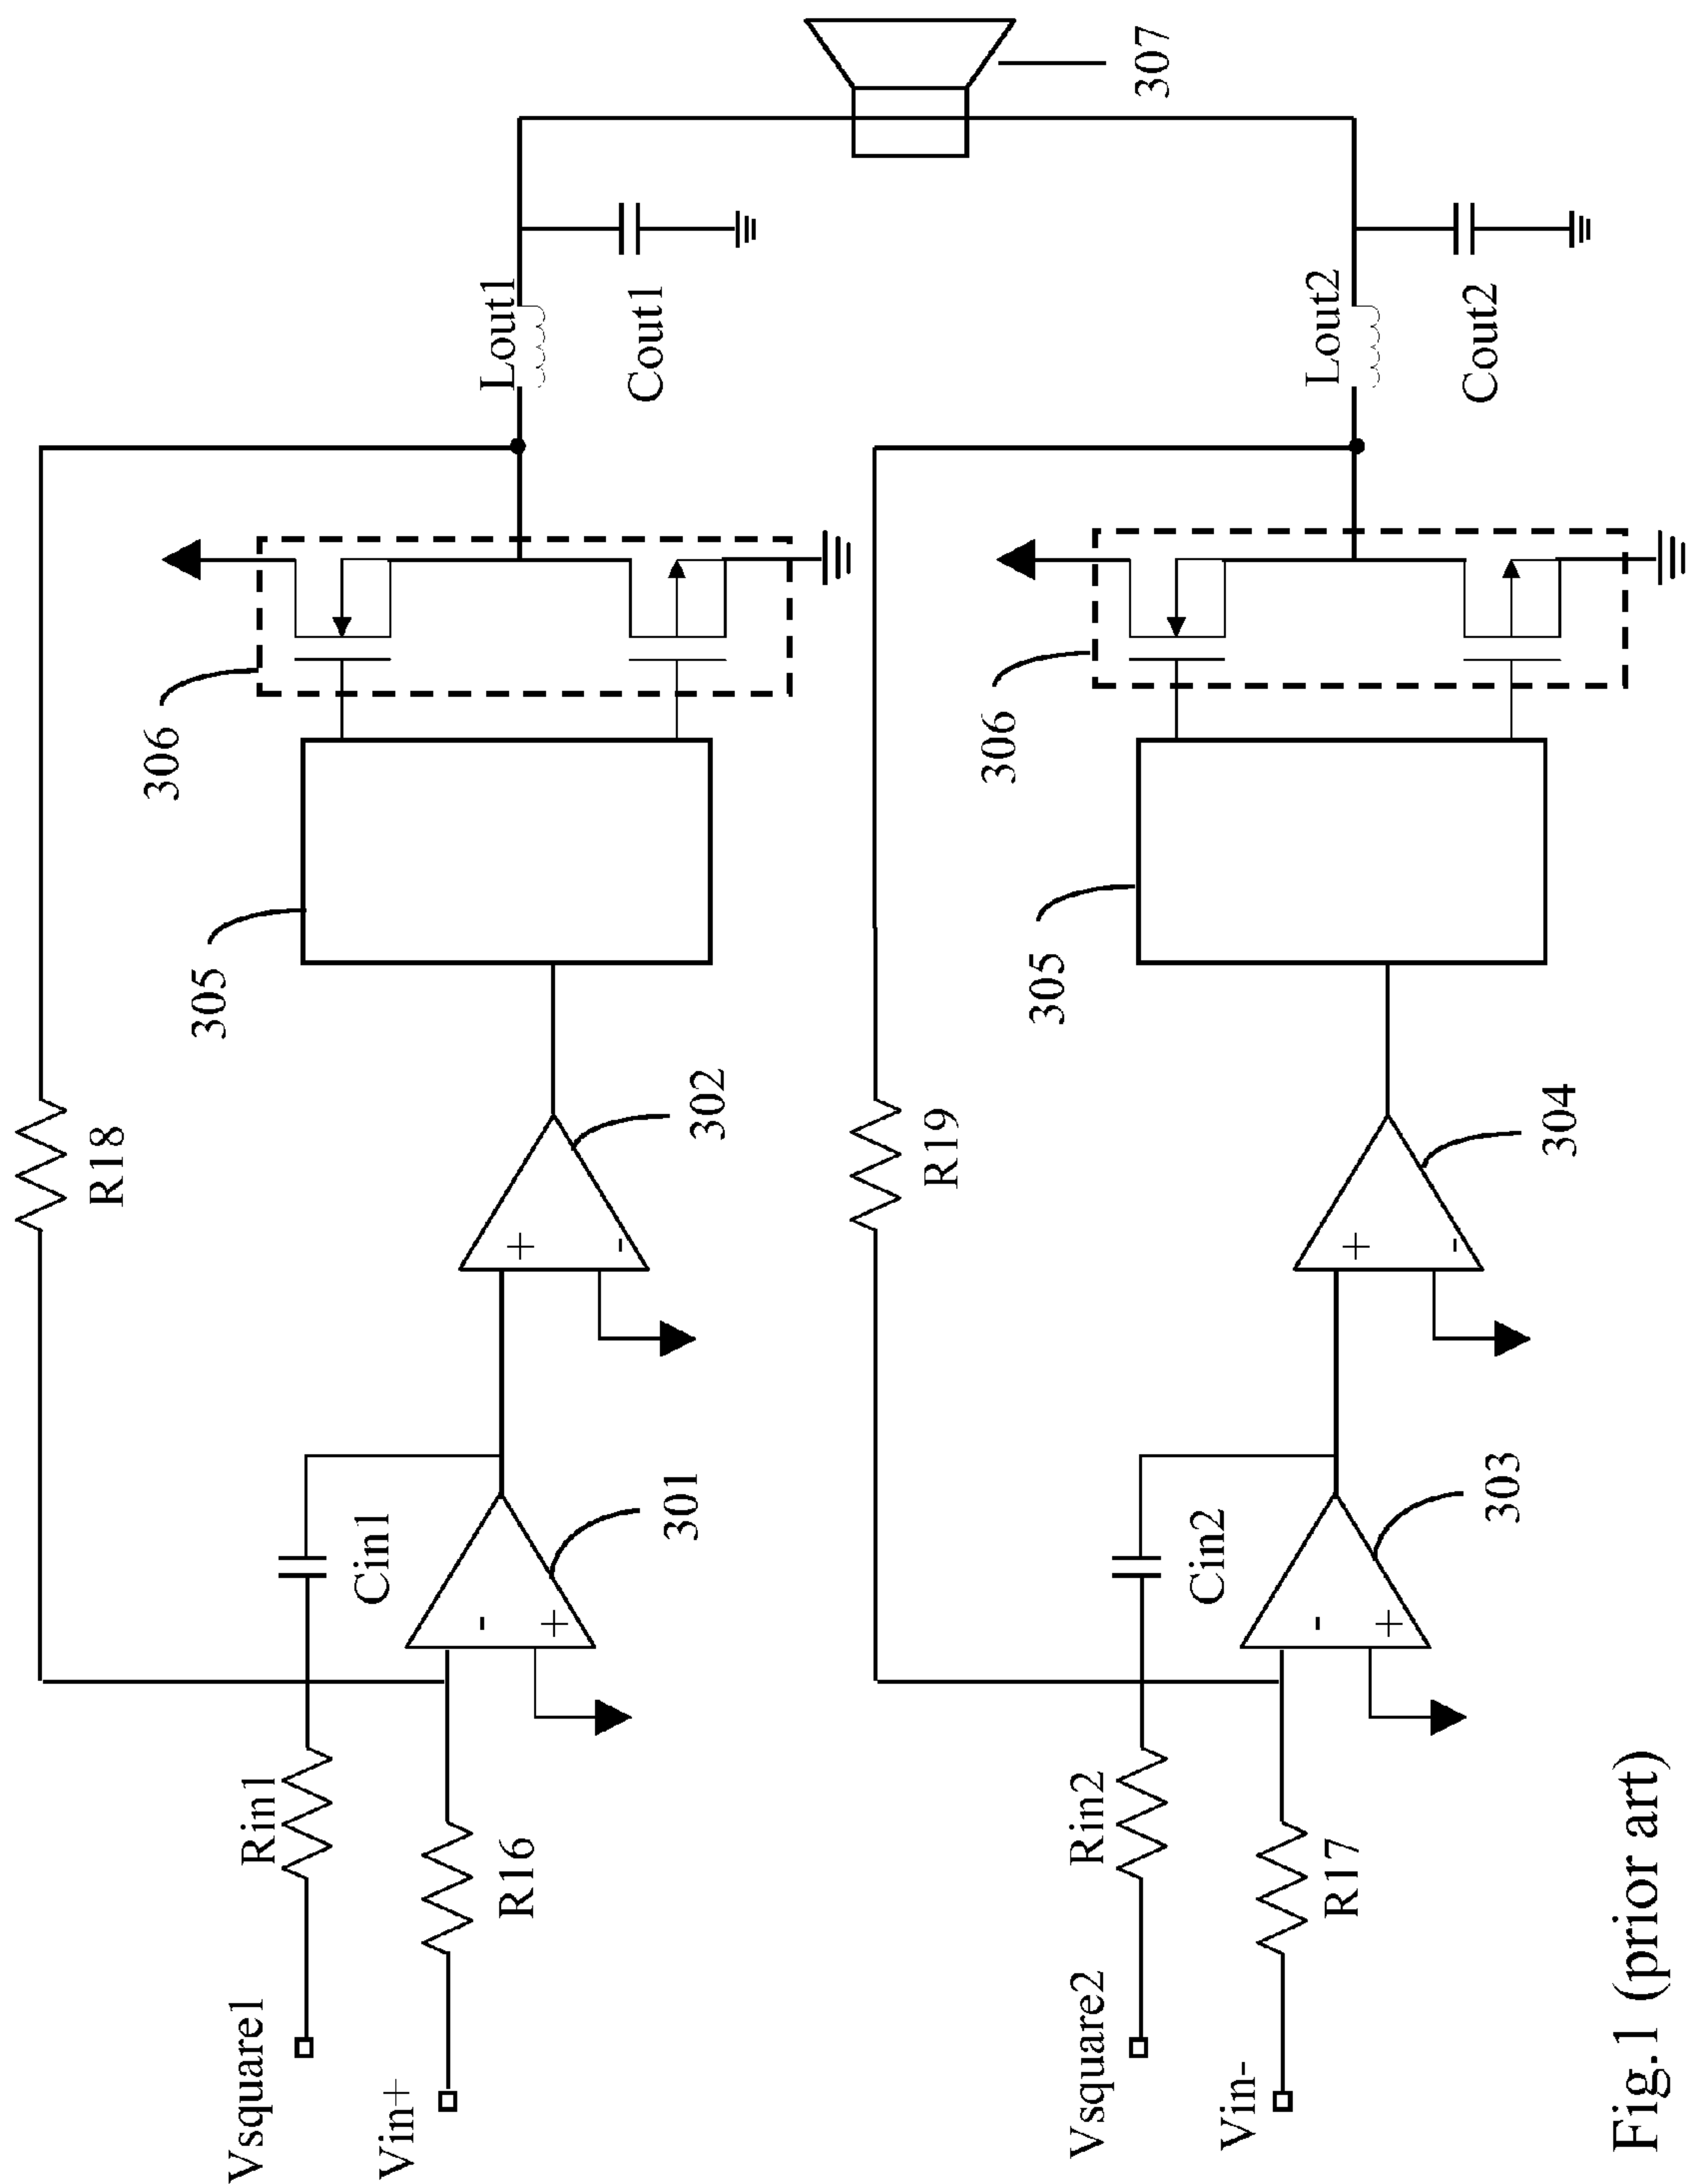 R18
306
305
Lout1
Cout1
307
302
Cin1
+
-
-
+
301
Vsquare1
Rin1
Vin+
R16
R19
306
305
Lout2
Cout2
304
Cin2
+
-
-
+
303
Vsquare2
Rin2
Vin-
R17
Fig.1 (prior art)